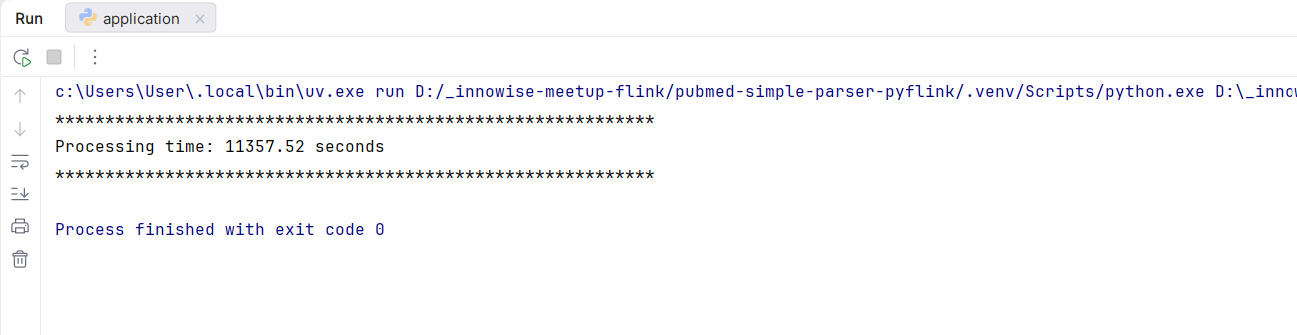 Run application
c:\Users\User\.local\bin\uv.exe run D:/_innowise-meetup-flink/pubmed-simple-parser-pyflink/.venv/Scripts/python.exe D:\_innow
************************************************************
Processing time: 11357.52 seconds
************************************************************
Process finished with exit code 0